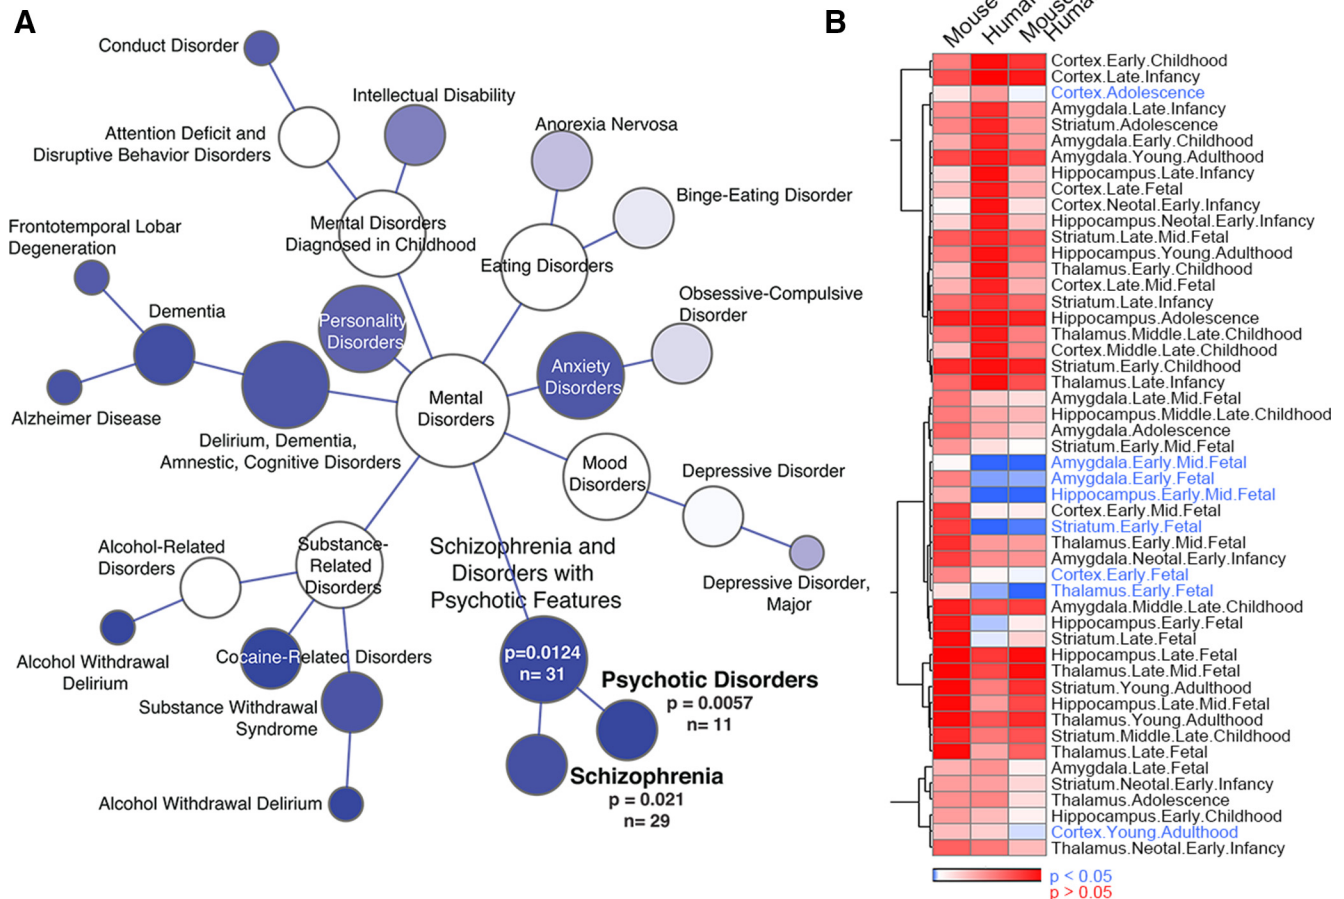 A
Conduct Disorder
Intellectual Disability
Attention Deficit and
Disruptive Behavior Disorders
Anorexia Nervosa
Binge-Eating Disorder
Mental Disorders
Diagnosed in Childhood
Eating Disorders
Frontotemporal Lobar
Degeneration
Dementia
Personality
Disorders
Obsessive-Compulsive
Disorder
Anxiety
Disorders
Alzheimer Disease
Mental
Disorders
Delirium, Dementia,
Amnestic, Cognitive Disorders
Mood
Disorders
Depressive Disorder
Depressive Disorder,
Major
Alcohol-Related
Disorders
Substance-
Related
Disorders
Schizophrenia and
Disorders with
Psychotic Features
Alcohol Withdrawal
Delirium
Cocaine-Related Disorders
p=0.0124
n= 31
Psychotic Disorders
p = 0.0057
n= 11
Substance Withdrawal
Syndrome
Schizophrenia
p = 0.021
n= 29
Alcohol Withdrawal Delirium
B
Mouse
Human
Mouse
Huma
Cortex.Early.Childhood
Cortex.Late.Infancy
Cortex.Adolescence
Amygdala.Late.Infancy
Striatum.Adolescence
Amygdala.Early.Childhood
Amygdala.Young.Adulthood
Hippocampus.Late.Infancy
Cortex.Late.Fetal
Cortex.Neotal.Early.Infancy
Hippocampus.Neotal.Early.Infancy
Striatum.Late.Mid.Fetal
Hippocampus.Young.Adulthood
Thalamus.Early.Childhood
Cortex.Late.Mid.Fetal
Striatum.Late.Infancy
Hippocampus.Adolescence
Thalamus.Middle.Late.Childhood
Cortex.Middle.Late.Childhood
Striatum.Early.Childhood
Thalamus.Late.Infancy
Amygdala.Late.Mid.Fetal
Hippocampus.Middle.Late.Childhood
Amygdala.Adolescence
Striatum.Early.Mid.Fetal
Amygdala.Early.Mid.Fetal
Amygdala.Early.Fetal
Hippocampus.Early.Mid.Fetal
Cortex.Early.Mid.Fetal
Striatum.Early.Fetal
Thalamus.Early.Mid.Fetal
Amygdala.Neotal.Early.Infancy
Cortex.Early.Fetal
Thalamus.Early.Fetal
Amygdala.Middle.Late.Childhood
Hippocampus.Early.Fetal
Striatum.Late.Fetal
Hippocampus.Late.Fetal
Thalamus.Late.Mid.Fetal
Striatum.Young.Adulthood
Hippocampus.Late.Mid.Fetal
Thalamus.Young.Adulthood
Striatum.Middle.Late.Childhood
Thalamus.Late.Fetal
Amygdala.Late.Fetal
Striatum.Neotal.Early.Infancy
Thalamus.Adolescence
Hippocampus.Early.Childhood
Cortex.Young.Adulthood
Thalamus.Neotal.Early.Infancy
p < 0.05
p > 0.05